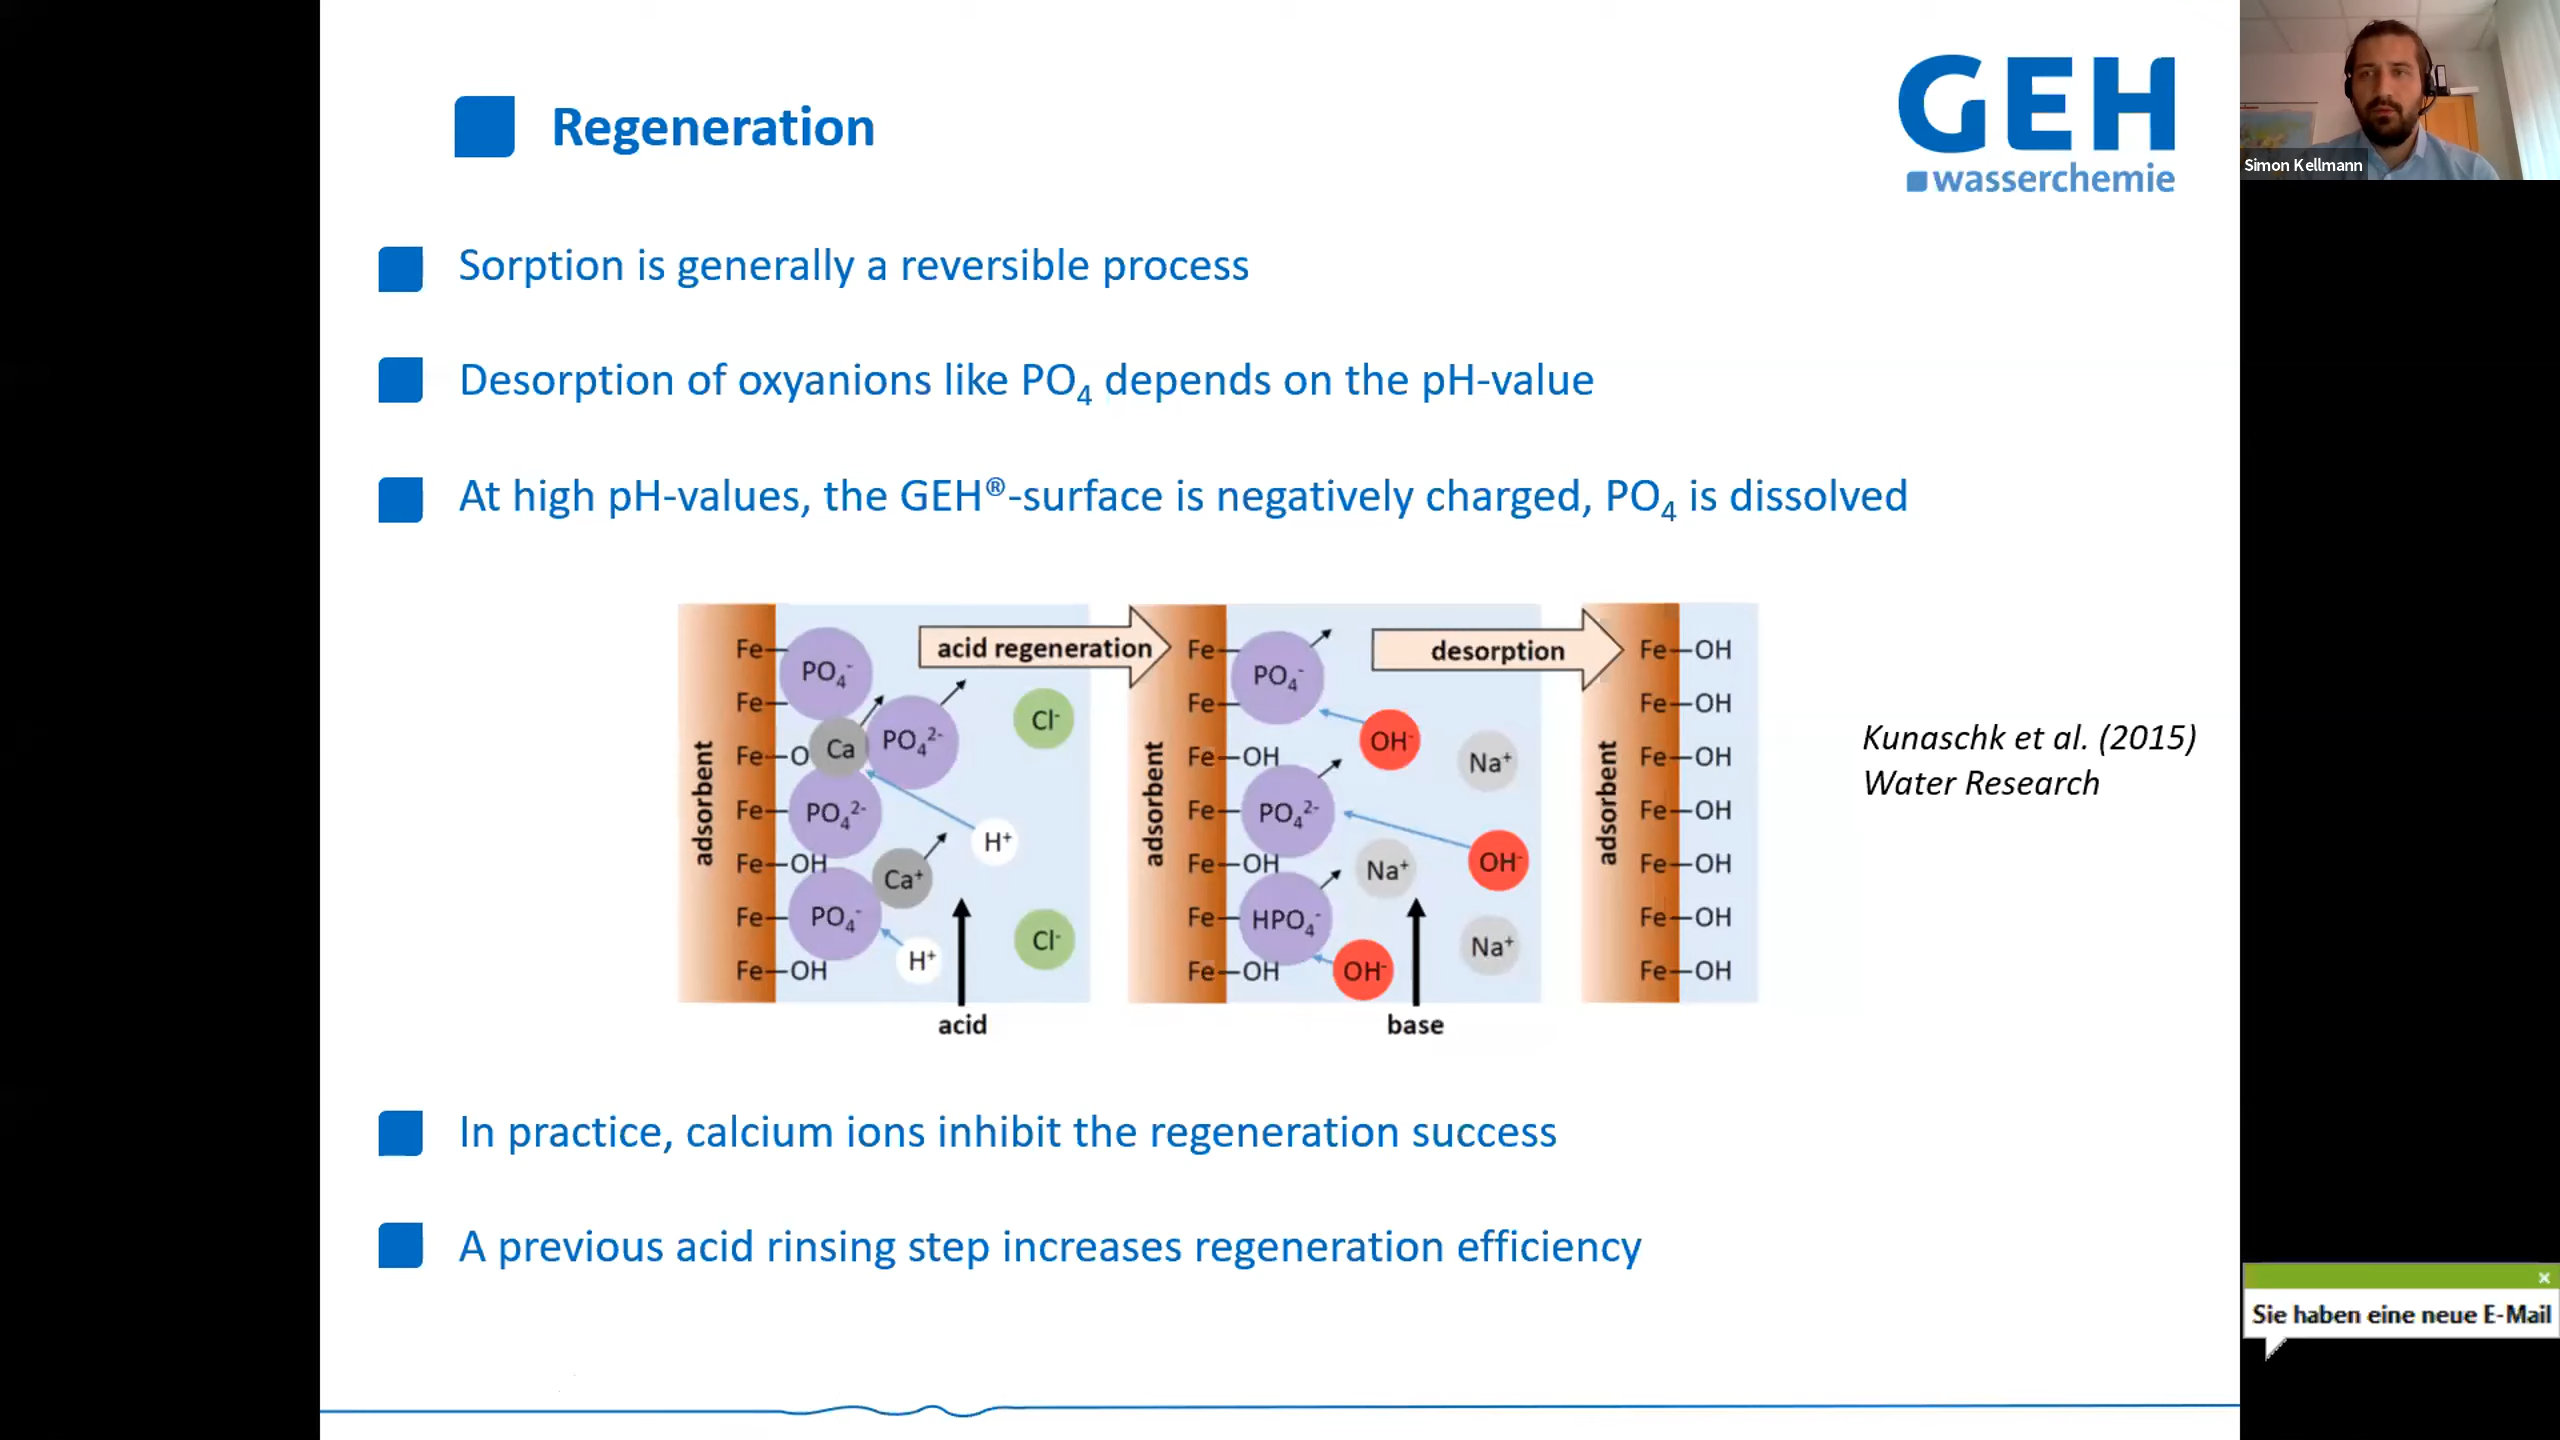 Regeneration
GEH
wasserchemie
Simon Kellmann
Sorption is generally a reversible process
Desorption of oxyanions like PO₄ depends on the pH-value
At high pH-values, the GEH®-surface is negatively charged, PO₄ is dissolved
adsorbent
Fe
Fe
Fe–O
Fe
Fe–OH
Fe
Fe–OH
PO₄⁻
Ca
PO₄²⁻
PO₄²⁻
Ca⁺
PO₄⁻
H⁺
H⁺
Cl⁻
Cl⁻
acid regeneration
acid
adsorbent
Fe
Fe
Fe–OH
Fe
Fe–OH
Fe
Fe–OH
PO₄⁻
PO₄²⁻
HPO₄⁻
OH⁻
OH⁻
OH⁻
Na⁺
Na⁺
Na⁺
desorption
base
adsorbent
Fe–OH
Fe–OH
Fe–OH
Fe–OH
Fe–OH
Fe–OH
Fe–OH
Kunaschk et al. (2015)
Water Research
In practice, calcium ions inhibit the regeneration success
A previous acid rinsing step increases regeneration efficiency
Sie haben eine neue E-Mail